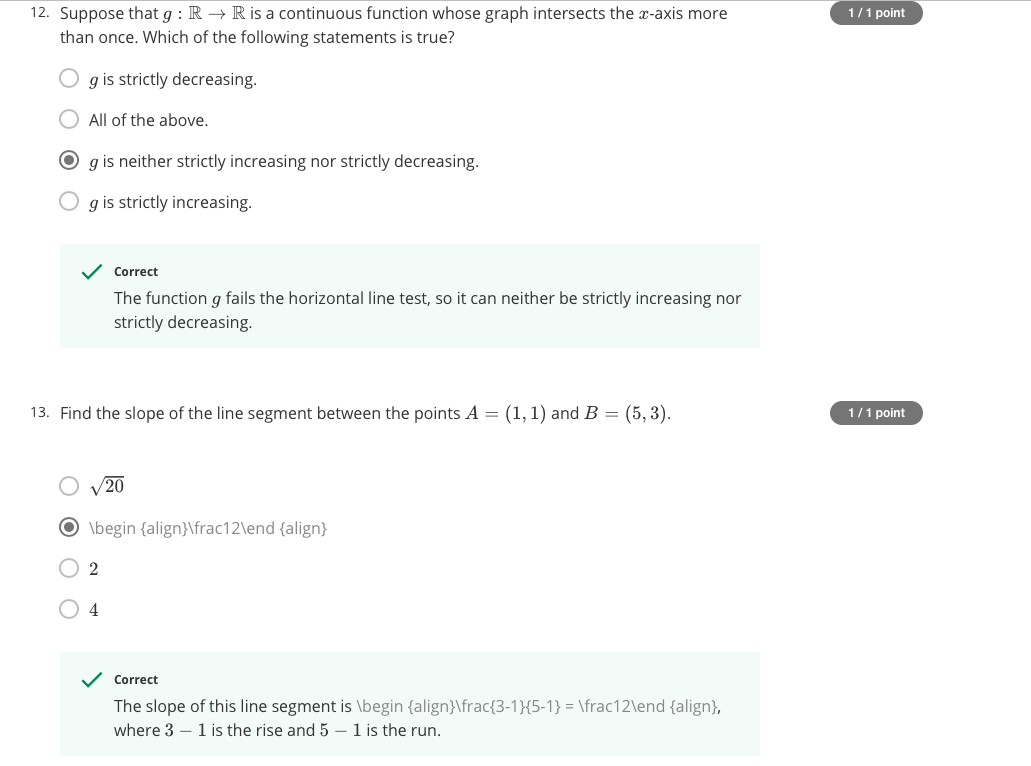 12. Suppose that g : ℝ → ℝ is a continuous function whose graph intersects the x-axis more
1 / 1 point
than once. Which of the following statements is true?
g is strictly decreasing.
All of the above.
g is neither strictly increasing nor strictly decreasing.
g is strictly increasing.
Correct
The function g fails the horizontal line test, so it can neither be strictly increasing nor
strictly decreasing.
13. Find the slope of the line segment between the points A = (1, 1) and B = (5, 3).
1 / 1 point
√20
\begin {align}\frac12\end {align}
2
4
Correct
The slope of this line segment is \begin {align}\frac{3-1}{5-1} = \frac12\end {align},
where 3 − 1 is the rise and 5 − 1 is the run.